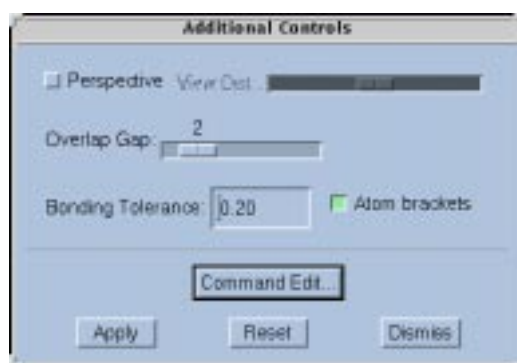 Additional Controls
Perspective View Dist...
2
Overlap Gap:
Bonding Tolerance: 0.20 Atom brackets
Command Edit...
Apply Reset Dismiss